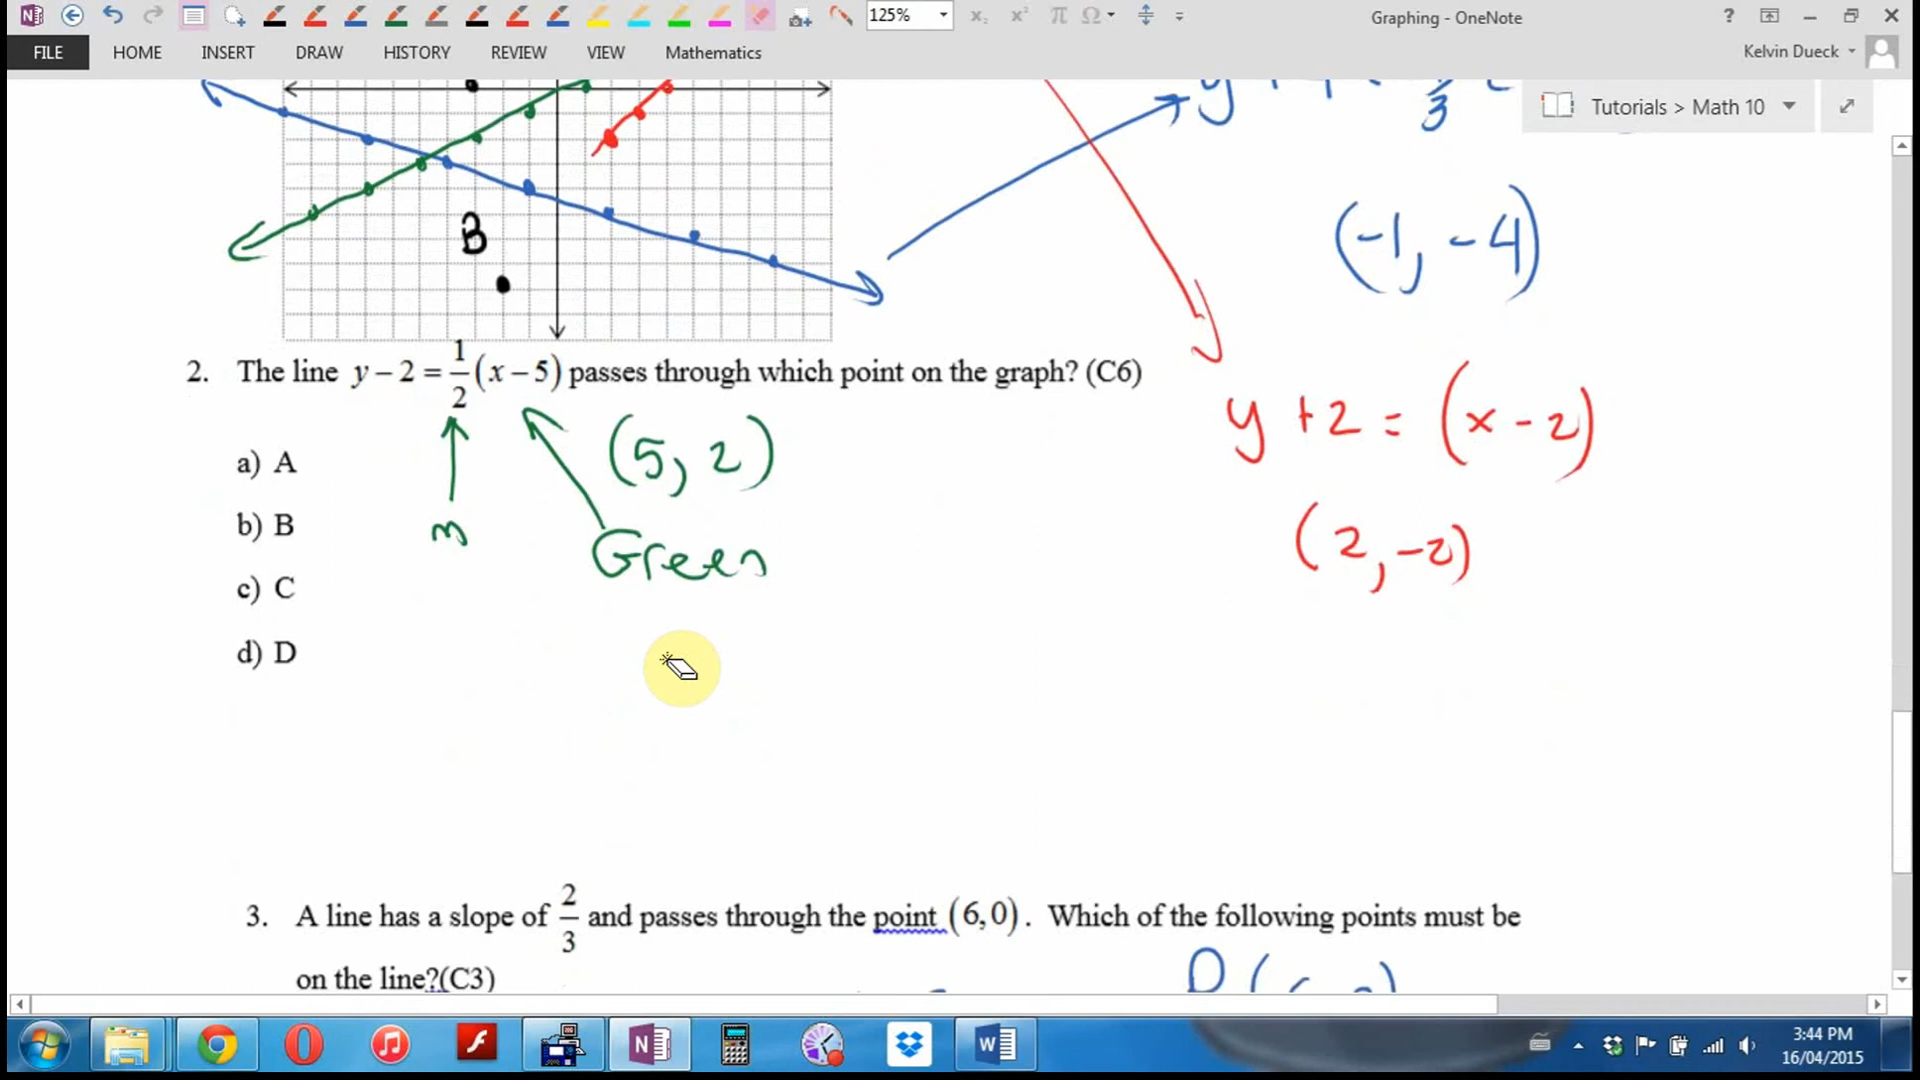 125%
Graphing - OneNote
FILE HOME INSERT DRAW HISTORY REVIEW VIEW Mathematics
Kelvin Dueck
Tutorials > Math 10
B
(-1, -4)
2. The line y − 2 = 1/2 (x − 5) passes through which point on the graph? (C6)
y + 2 = (x - 2)
(5, 2)
a) A
m
b) B
Green
(2, -2)
c) C
d) D
3. A line has a slope of 2/3 and passes through the point (6,0). Which of the following points must be
on the line?(C3)
3:44 PM
16/04/2015